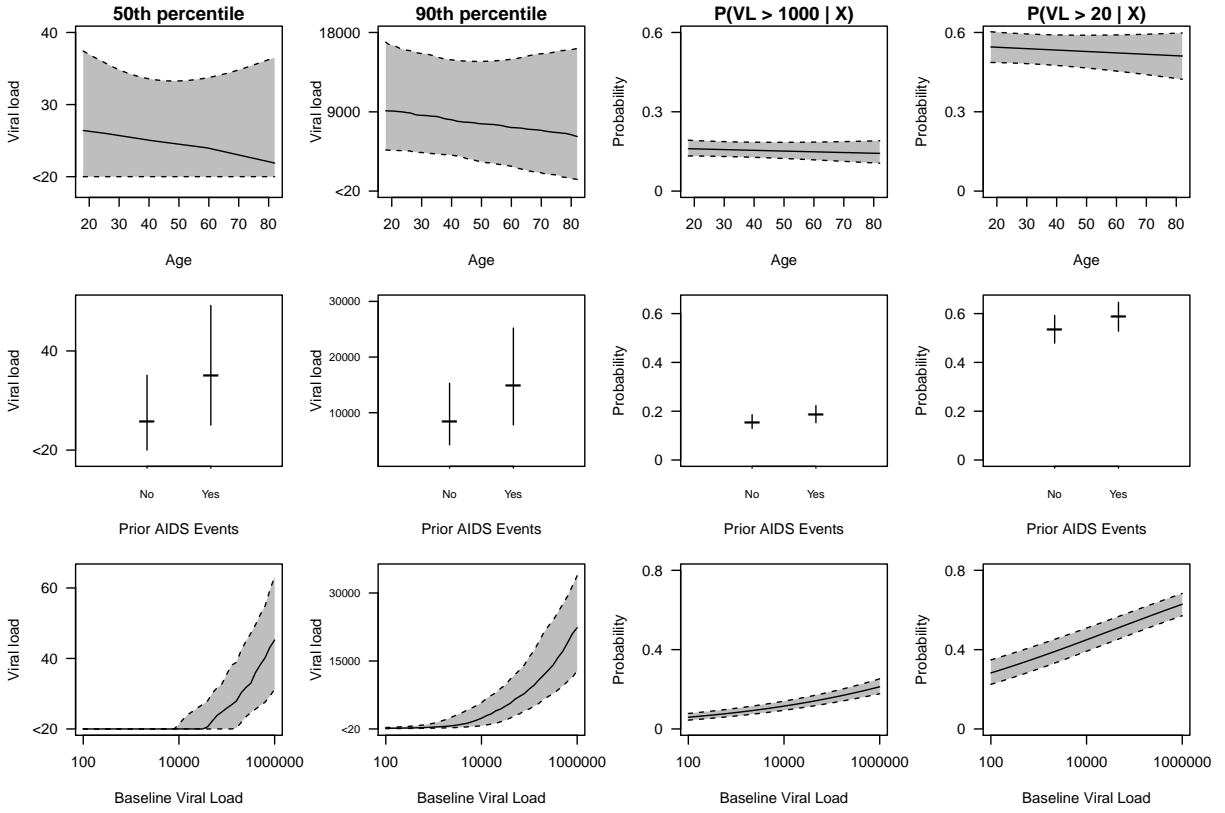 50th percentile
90th percentile
P(VL > 1000 | X)
P(VL > 20 | X)
Viral load
40
30
<20
20 30 40 50 60 70 80
Age
Viral load
18000
9000
<20
20 30 40 50 60 70 80
Age
Probability
0.6
0.3
0
20 30 40 50 60 70 80
Age
Probability
0.6
0.3
0
20 30 40 50 60 70 80
Age
Viral load
40
<20
No Yes
Prior AIDS Events
Viral load
30000
20000
10000
No Yes
Prior AIDS Events
Probability
0.6
0.4
0.2
0
No Yes
Prior AIDS Events
Probability
0.6
0.4
0.2
0
No Yes
Prior AIDS Events
Viral load
60
40
<20
100 10000 1000000
Baseline Viral Load
Viral load
30000
15000
<20
100 10000 1000000
Baseline Viral Load
Probability
0.8
0.4
0
100 10000 1000000
Baseline Viral Load
Probability
0.8
0.4
0
100 10000 1000000
Baseline Viral Load